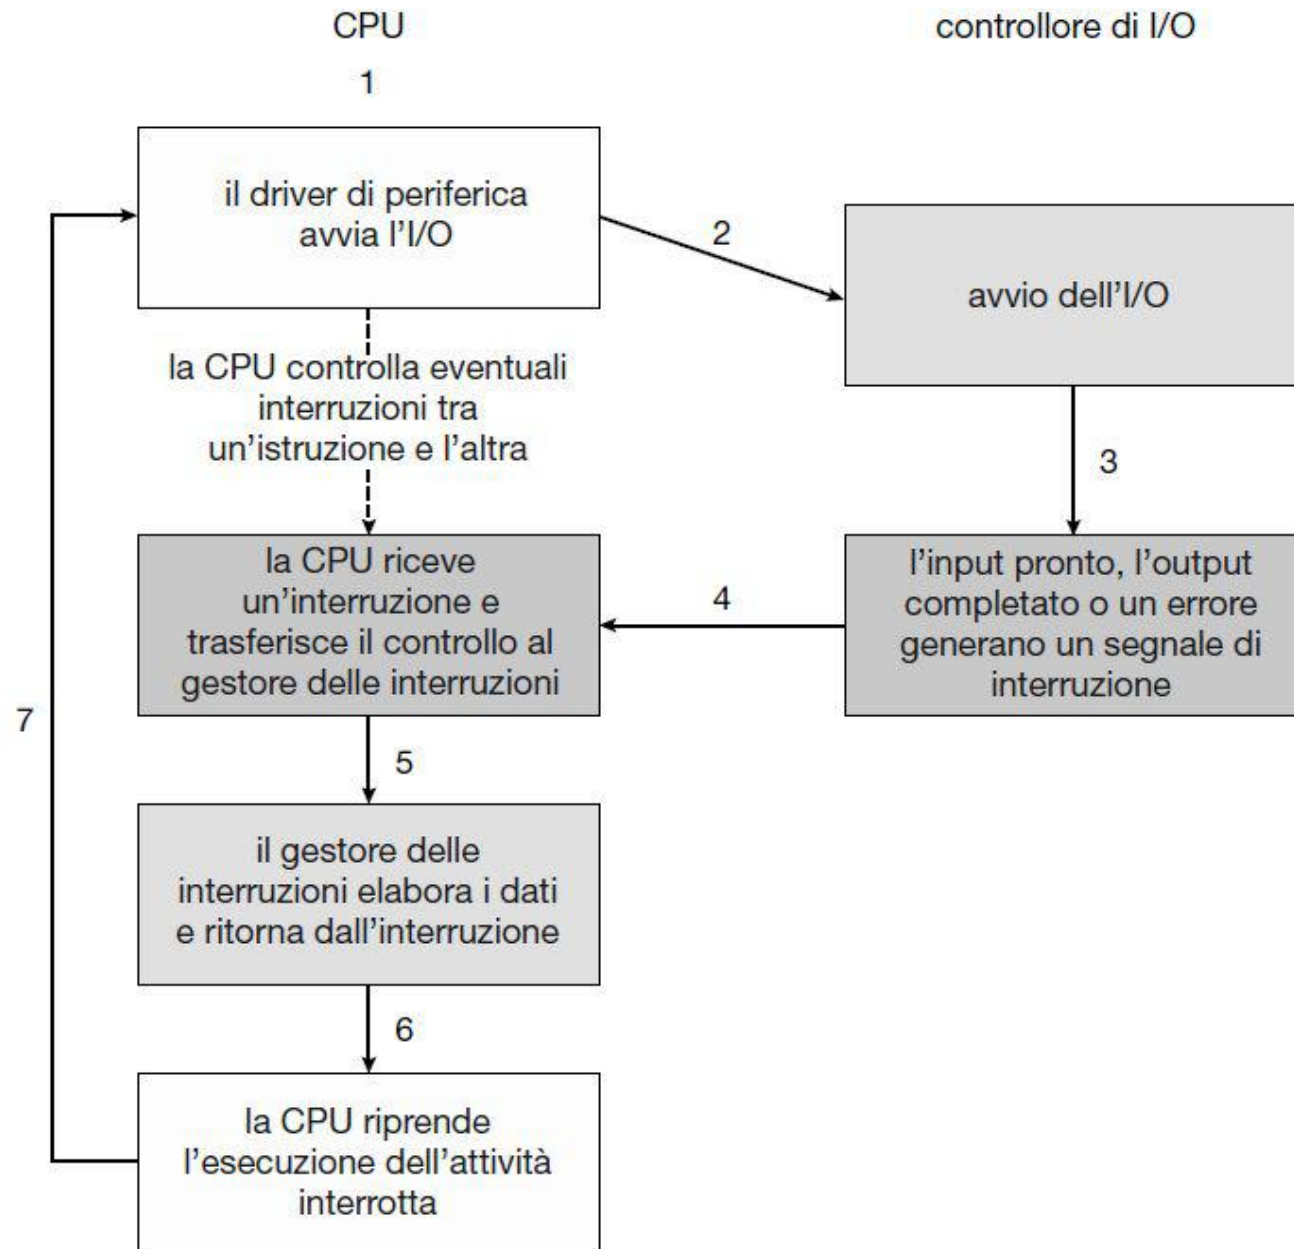 CPU
controllore di I/O
1
il driver di periferica
avvia l'I/O
2
avvio dell'I/O
la CPU controlla eventuali
interruzioni tra
un'istruzione e l'altra
3
la CPU riceve
un'interruzione e
trasferisce il controllo al
gestore delle interruzioni
4
l'input pronto, l'output
completato o un errore
generano un segnale di
interruzione
7
5
il gestore delle
interruzioni elabora i dati
e ritorna dall'interruzione
6
la CPU riprende
l'esecuzione dell'attività
interrotta